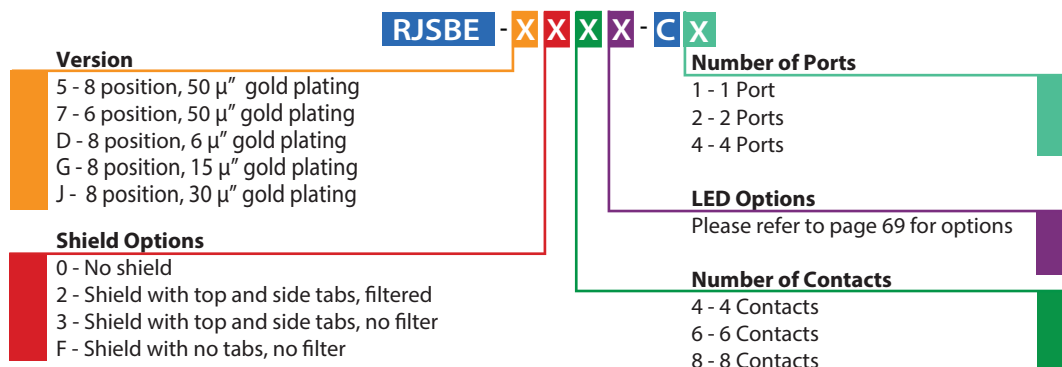 RJSBE - X X X X - C X
Version
5 - 8 position, 50 µ” gold plating
7 - 6 position, 50 µ” gold plating
D - 8 position, 6 µ” gold plating
G - 8 position, 15 µ” gold plating
J - 8 position, 30 µ” gold plating
Shield Options
0 - No shield
2 - Shield with top and side tabs, filtered
3 - Shield with top and side tabs, no filter
F - Shield with no tabs, no filter
Number of Ports
1 - 1 Port
2 - 2 Ports
4 - 4 Ports
LED Options
Please refer to page 69 for options
Number of Contacts
4 - 4 Contacts
6 - 6 Contacts
8 - 8 Contacts